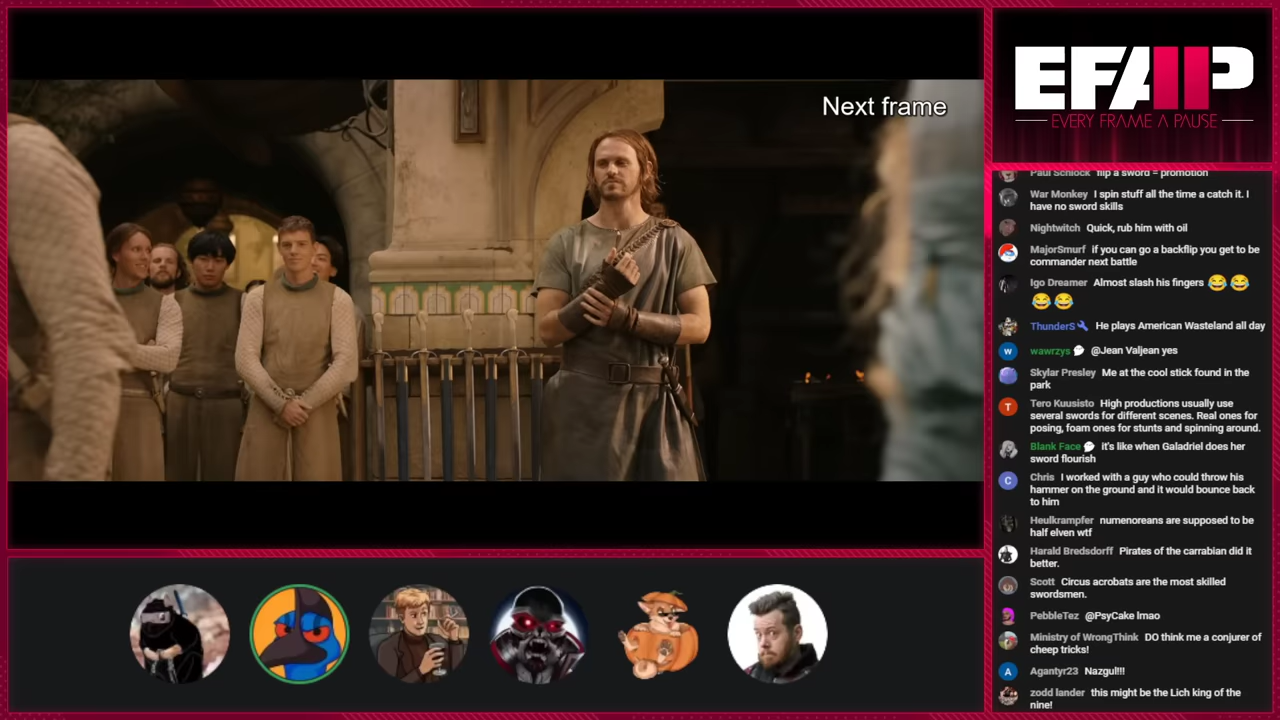 Next frame
EFAP
EVERY FRAME A PAUSE
Paul Schlock flip a sword = promotion
War Monkey I spin stuff all the time a catch it. I
have no sword skills
Nightwitch Quick, rub him with oil
MajorSmurf if you can go a backflip you get to be
commander next battle
Igo Dreamer Almost slash his fingers 😂 😂
😂 😂
ThunderS🔧 He plays American Wasteland all day
W
wawrzys @Jean Valjean yes
Skylar Presley Me at the cool stick found in the
park
T
Tero Kuusisto High productions usually use
several swords for different scenes. Real ones for
posing, foam ones for stunts and spinning around.
Blank Face it's like when Galadriel does her
sword flourish
C
Chris I worked with a guy who could throw his
hammer on the ground and it would bounce back
to him
Heulkrampfer numenoreans are supposed to be
half elven wtf
Harald Bredsdorff Pirates of the carrabian did it
better.
Scott Circus acrobats are the most skilled
swordsmen.
PebbleTez @PsyCake lmao
Ministry of WrongThink DO think me a conjurer of
cheep tricks!
A
Agantyr23 Nazgul!!!
zodd lander this might be the Lich king of the
nine!